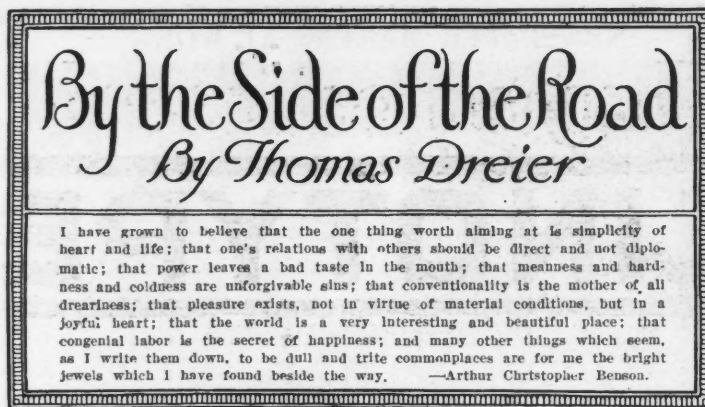 By the Side of the Road
By Thomas Dreier
I have grown to believe that the one thing worth aiming at is simplicity of
heart and life; that one's relations with others should be direct and not diplo-
matic; that power leaves a bad taste in the mouth; that meanness and hard-
ness and coldness are unforgivable sins; that conventionality is the mother of all
dreariness; that pleasure exists, not in virtue of material conditions, but in a
joyful heart; that the world is a very interesting and beautiful place; that
congenial labor is the secret of happiness; and many other things which seem,
as I write them down, to be dull and trite commonplaces are for me the bright
jewels which I have found beside the way. —Arthur Chrtstopher Benson.